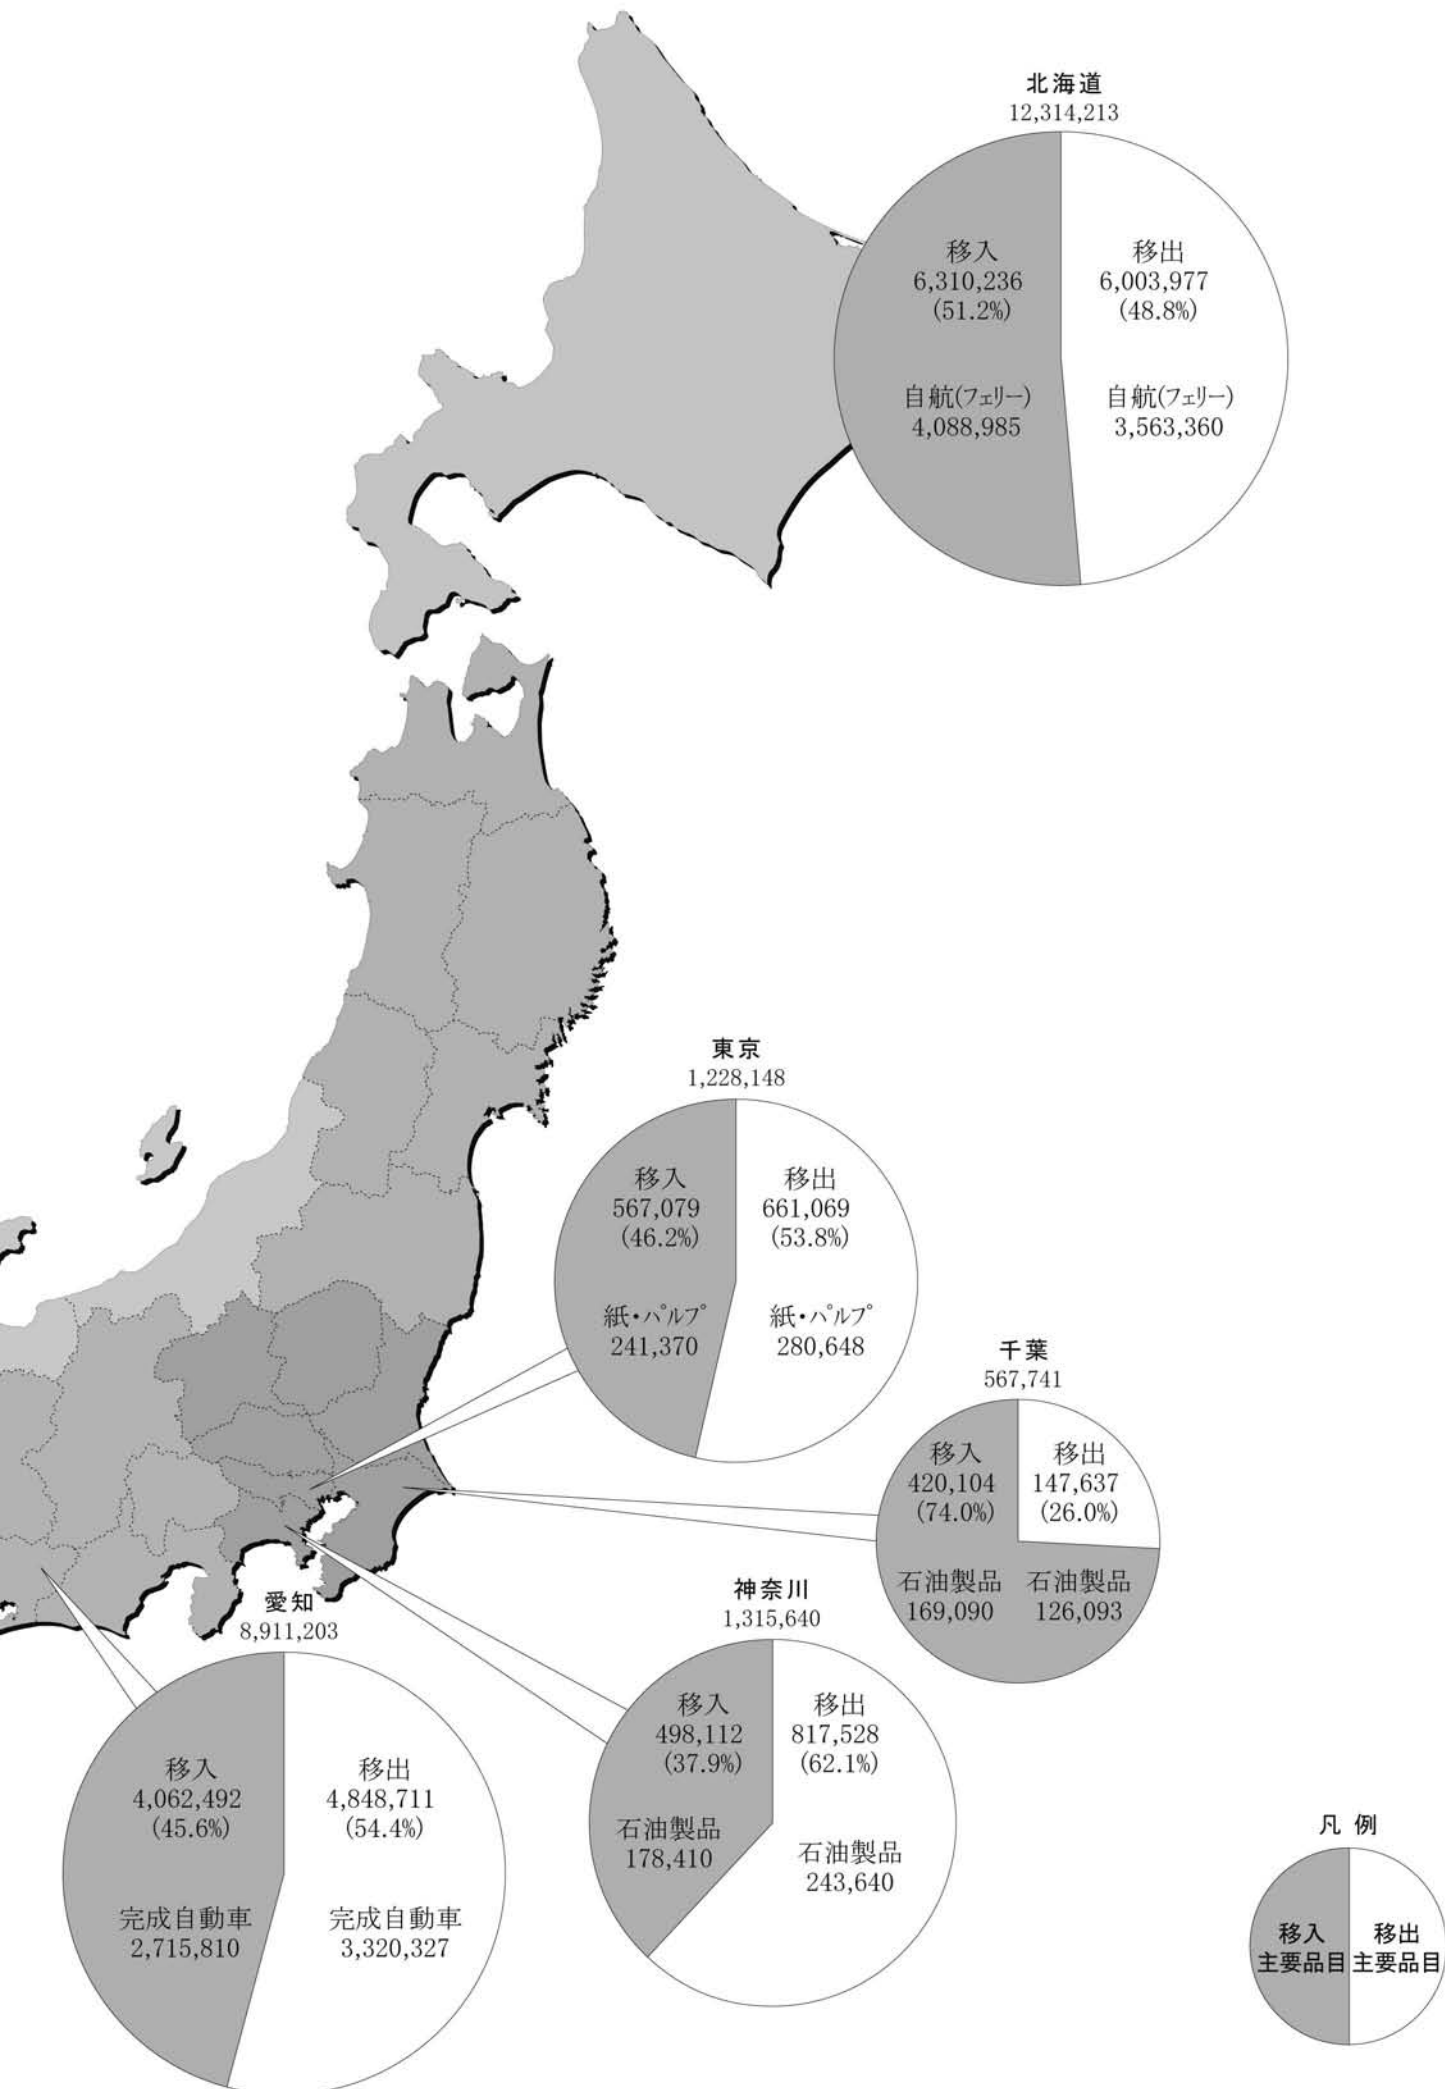 北海道
12,314,213
移入
6,310,236
(51.2%)
自航(フェリー)
4,088,985
移出
6,003,977
(48.8%)
自航(フェリー)
3,563,360
東京
1,228,148
移入
567,079
(46.2%)
紙・パルプ
241,370
移出
661,069
(53.8%)
紙・パルプ
280,648
千葉
567,741
移入
420,104
(74.0%)
石油製品
169,090
移出
147,637
(26.0%)
石油製品
126,093
神奈川
1,315,640
移入
498,112
(37.9%)
石油製品
178,410
移出
817,528
(62.1%)
石油製品
243,640
愛知
8,911,203
移入
4,062,492
(45.6%)
完成自動車
2,715,810
移出
4,848,711
(54.4%)
完成自動車
3,320,327
凡 例
移入
主要品目
移出
主要品目